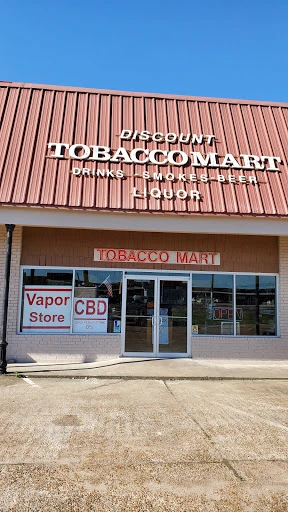 DISCOUNT
TOBACCO MART
DRINKS SMOKES BEER
LIQUOR
TOBACCO MART
Vapor
Store
CBD